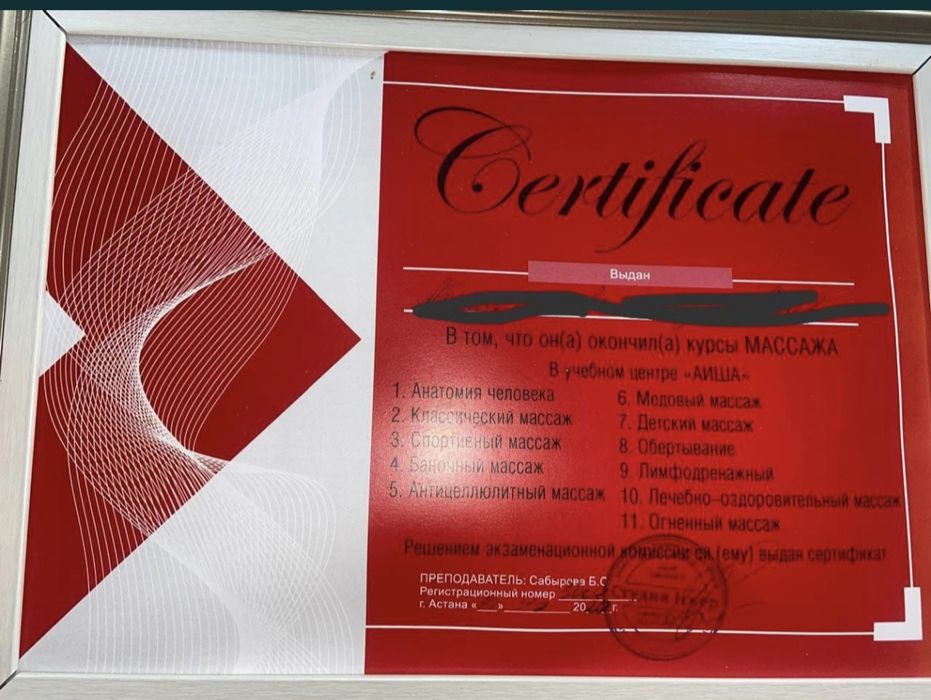 Certificate
Выдан
В том, что он(а) окончил(а) курсы МАССАЖА
В учебном центре «АИША»
1. Анатомия человека
2. Классический массаж
3. Спортивный массаж
4. Баночный массаж
5. Антицеллюлитный массаж
6. Медовый массаж
7. Детский массаж
8. Обертывание
9. Лимфодренажный
10. Лечебно-оздоровительный массаж
11. Огненный массаж
Решением экзаменационной комиссии ей (ему) выдан сертификат
ПРЕПОДАВАТЕЛЬ: Сабырова Б.С
Регистрационный номер
г. Астана «___»__________ 20___г.